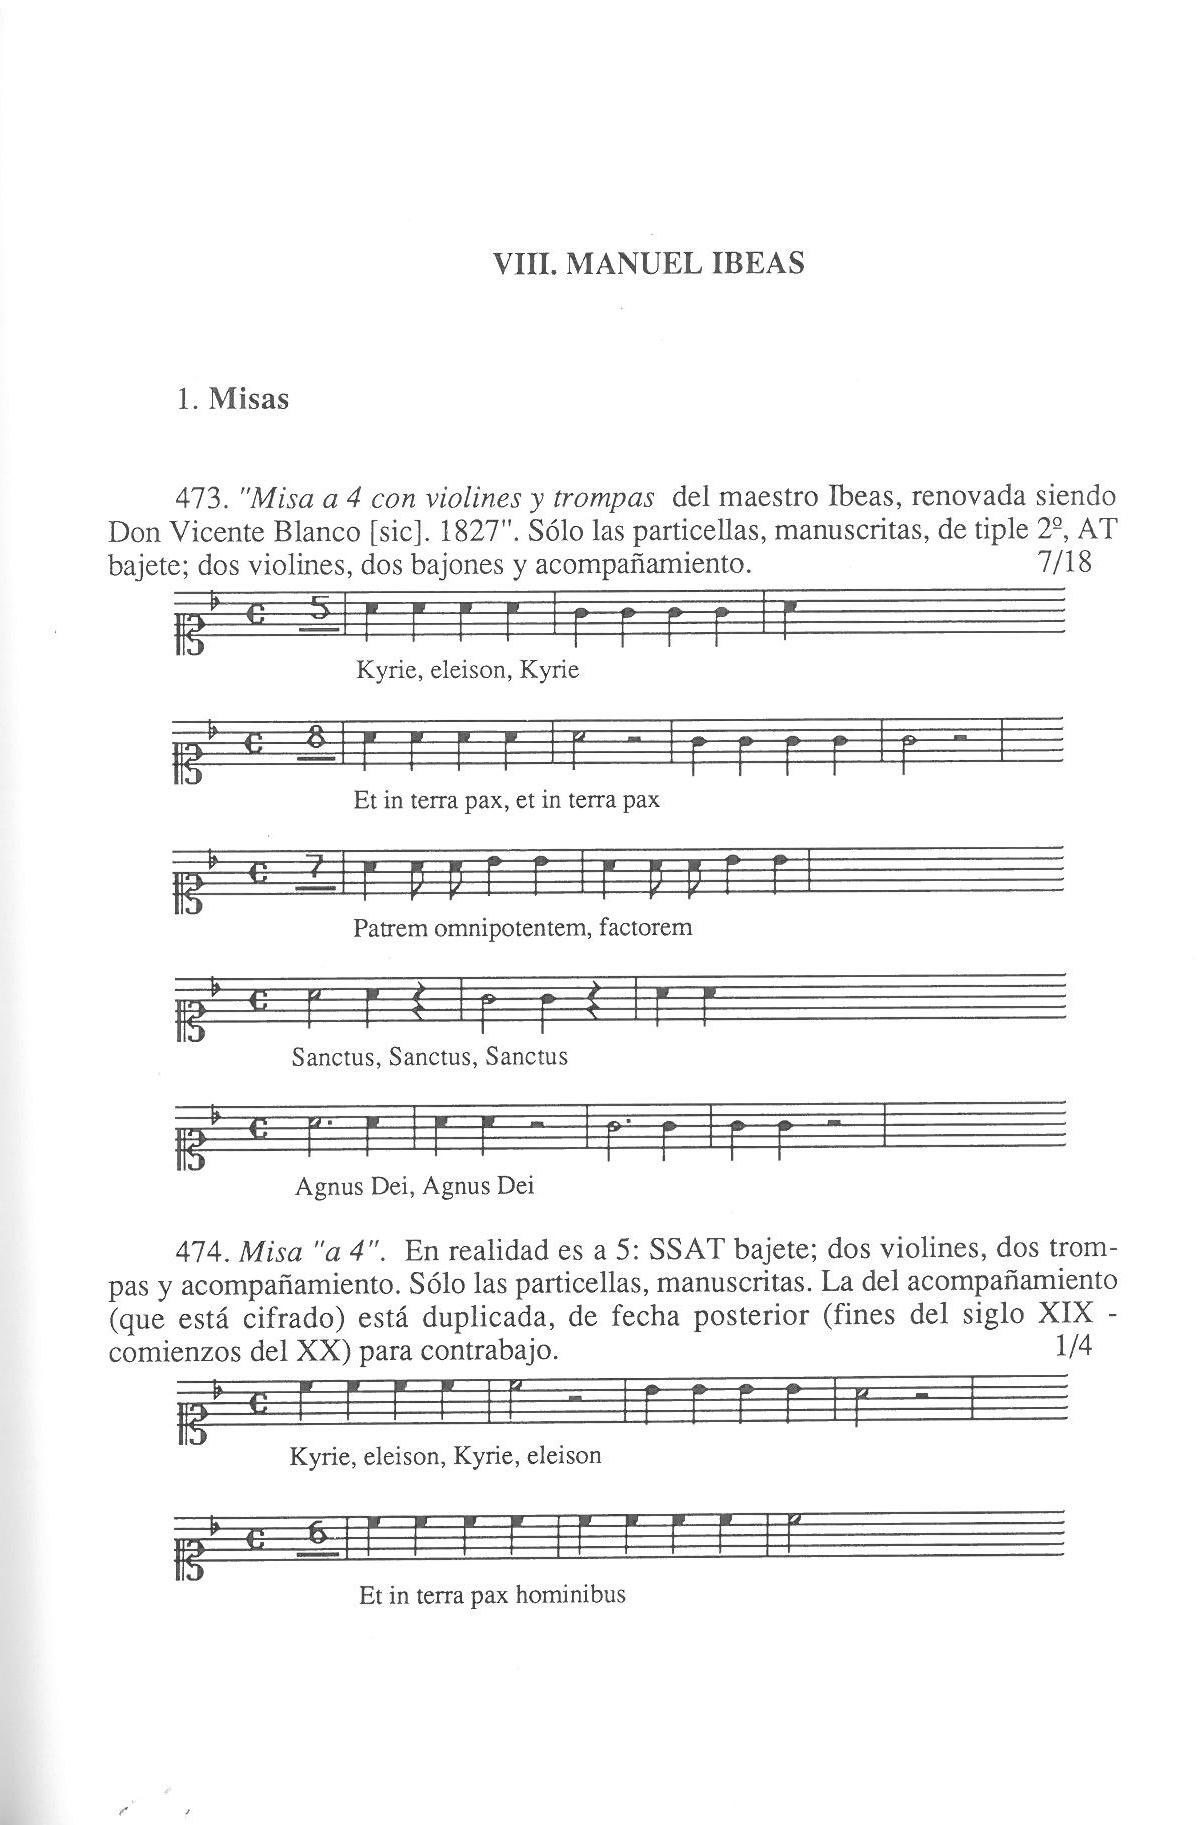 VIII. MANUEL IBEAS
1. Misas
473. "Misa a 4 con violines y trompas del maestro Ibeas, renovada siendo
Don Vicente Blanco [sic]. 1827". Sólo las particellas, manuscritas, de tiple 2º, AT
bajete; dos violines, dos bajones y acompañamiento. 7/18
5
Kyrie, eleison, Kyrie
8
Et in terra pax, et in terra pax
7
Patrem omnipotentem, factorem
Sanctus, Sanctus, Sanctus
Agnus Dei, Agnus Dei
474. Misa "a 4". En realidad es a 5: SSAT bajete; dos violines, dos trom-
pas y acompañamiento. Sólo las particellas, manuscritas. La del acompañamiento
(que está cifrado) está duplicada, de fecha posterior (fines del siglo XIX -
comienzos del XX) para contrabajo. 1/4
Kyrie, eleison, Kyrie, eleison
6
Et in terra pax hominibus